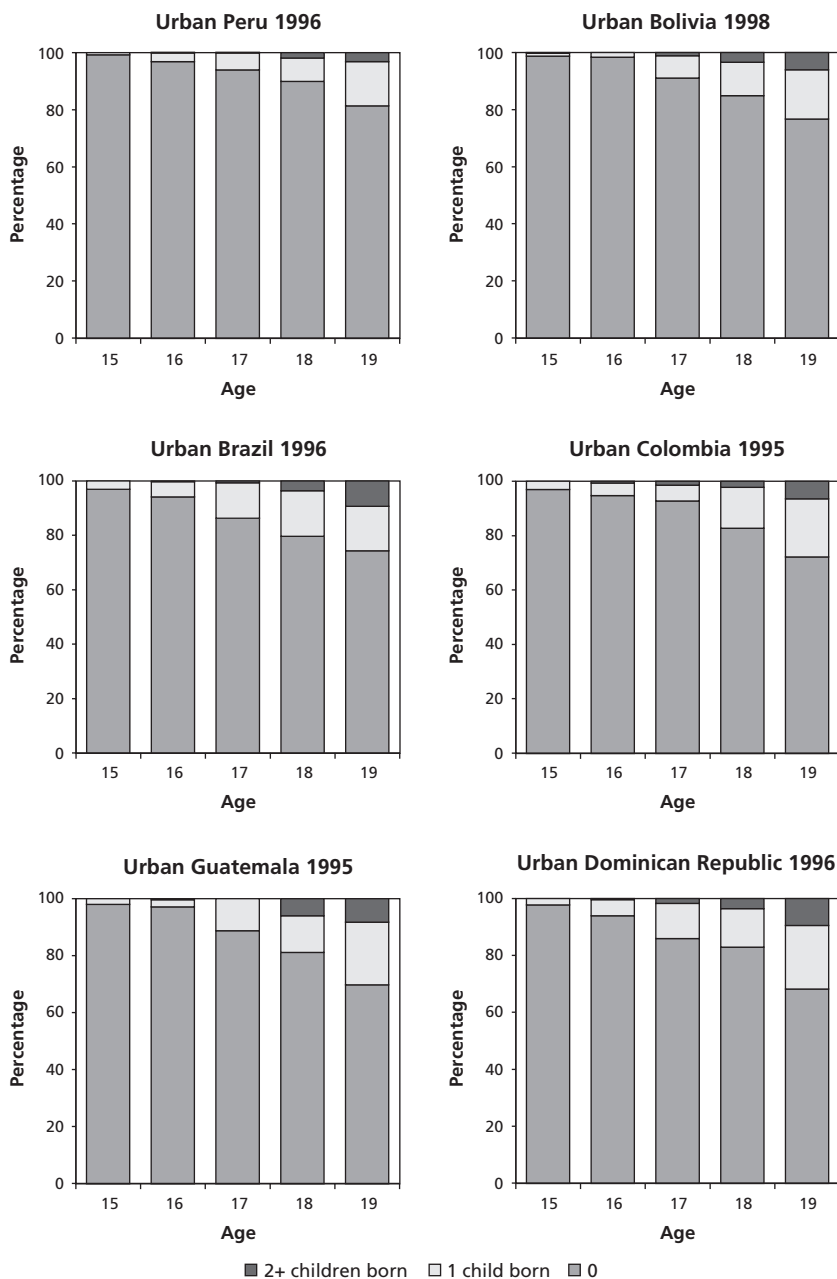 Urban Peru 1996
100
80
60
40
20
0
Percentage
15 16 17 18 19
Age
Urban Bolivia 1998
100
80
60
40
20
0
Percentage
15 16 17 18 19
Age
Urban Brazil 1996
100
80
60
40
20
0
Percentage
15 16 17 18 19
Age
Urban Colombia 1995
100
80
60
40
20
0
Percentage
15 16 17 18 19
Age
Urban Guatemala 1995
100
80
60
40
20
0
Percentage
15 16 17 18 19
Age
Urban Dominican Republic 1996
100
80
60
40
20
0
Percentage
15 16 17 18 19
Age
2+ children born 1 child born 0